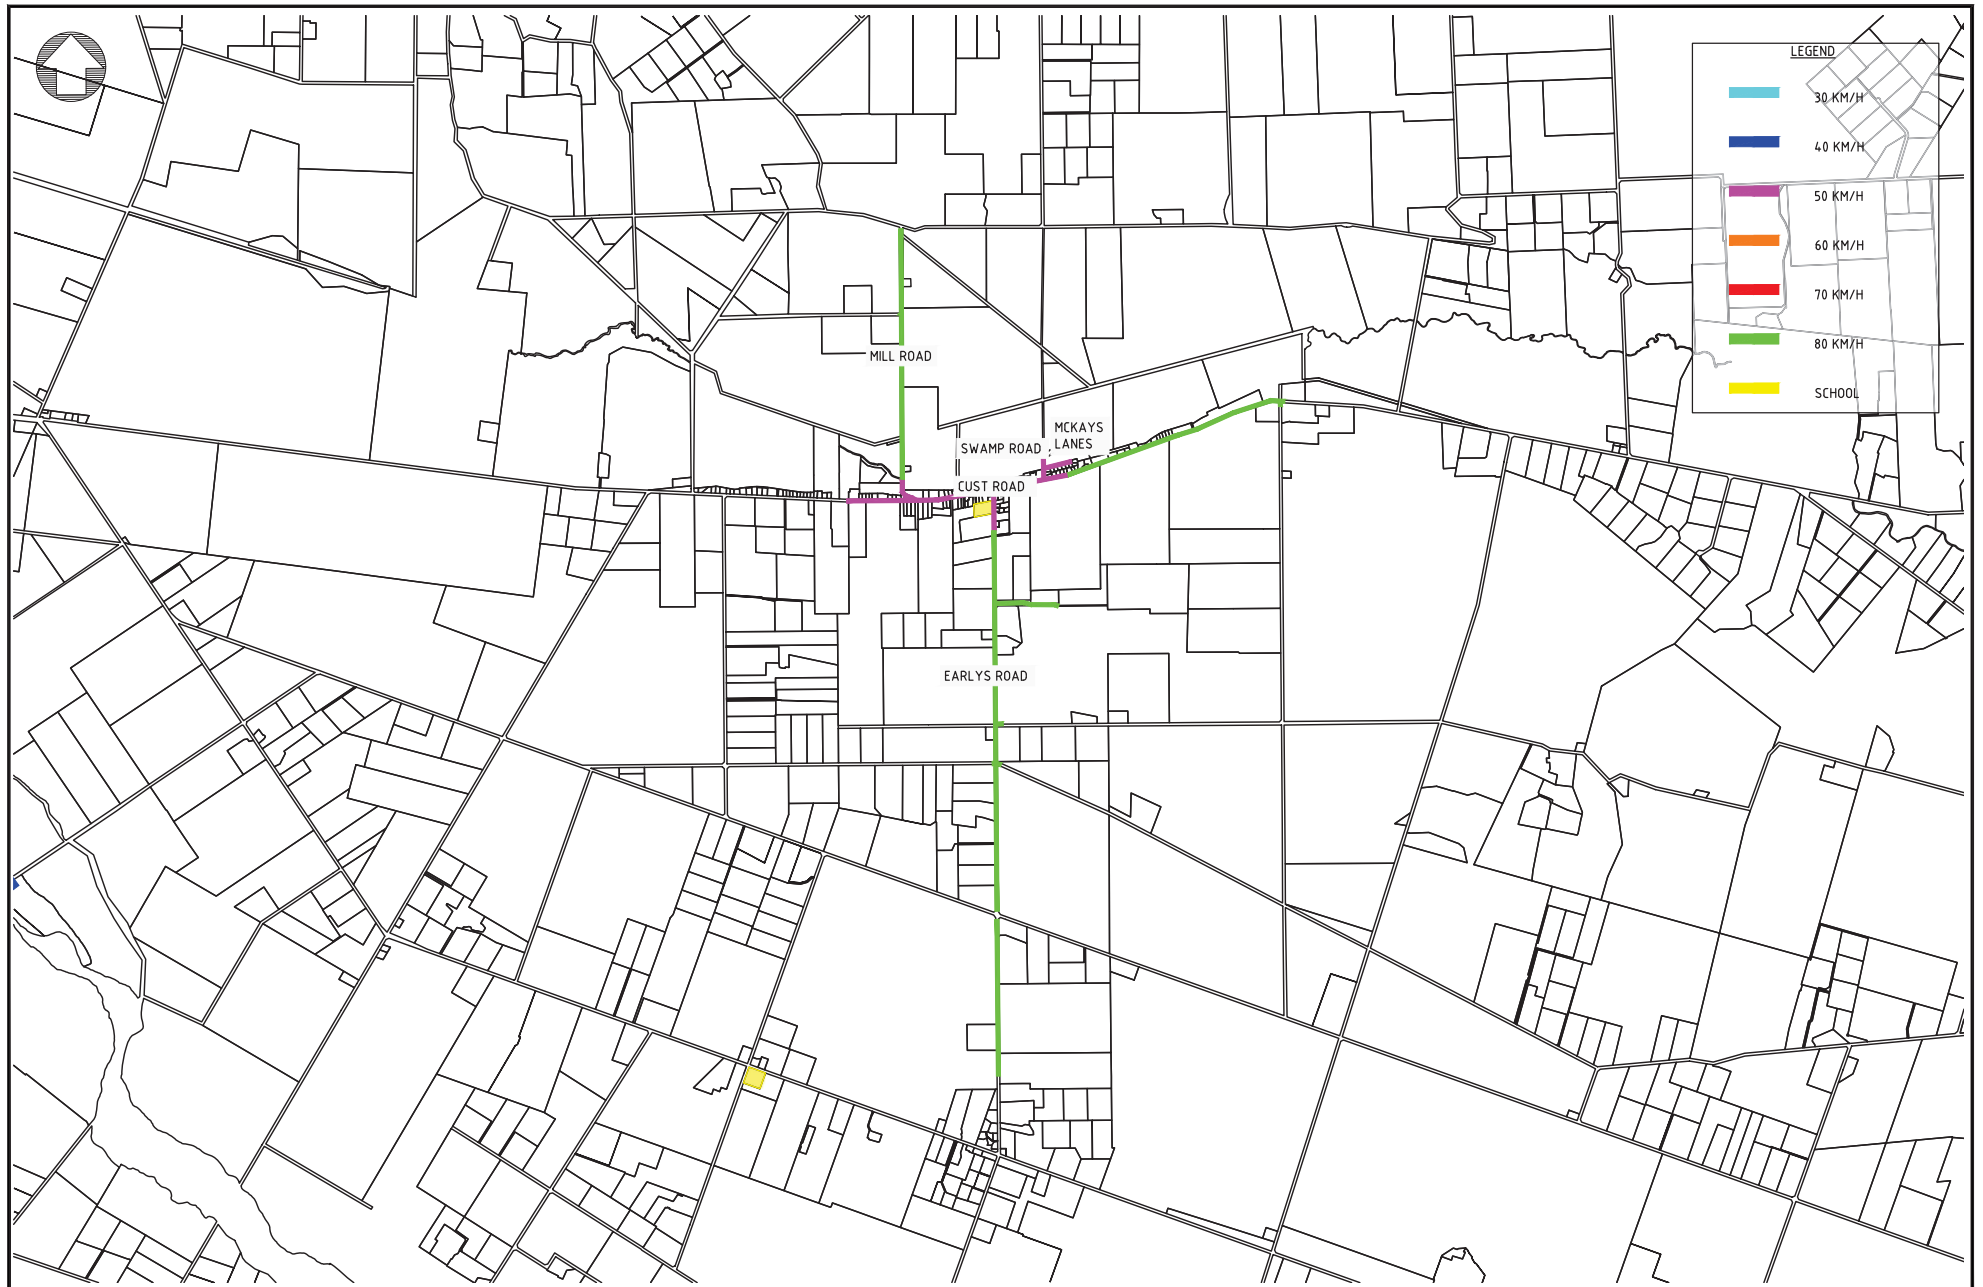 LEGEND
30 KM/H
40 KM/H
50 KM/H
60 KM/H
70 KM/H
80 KM/H
SCHOOL
MILL ROAD
MCKAYS
LANES
SWAMP ROAD
CUST ROAD
EARLYS ROAD